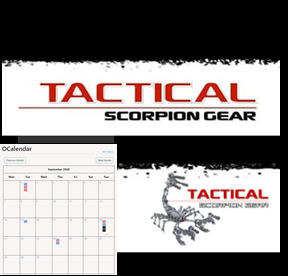 TACTICAL
SCORPION GEAR
OCalendar
Previous Month
Next Month
September 2020
Mon
Tue
Wed
Thu
Fri
Sat
Sun
TACTICAL
SCORPION GEAR